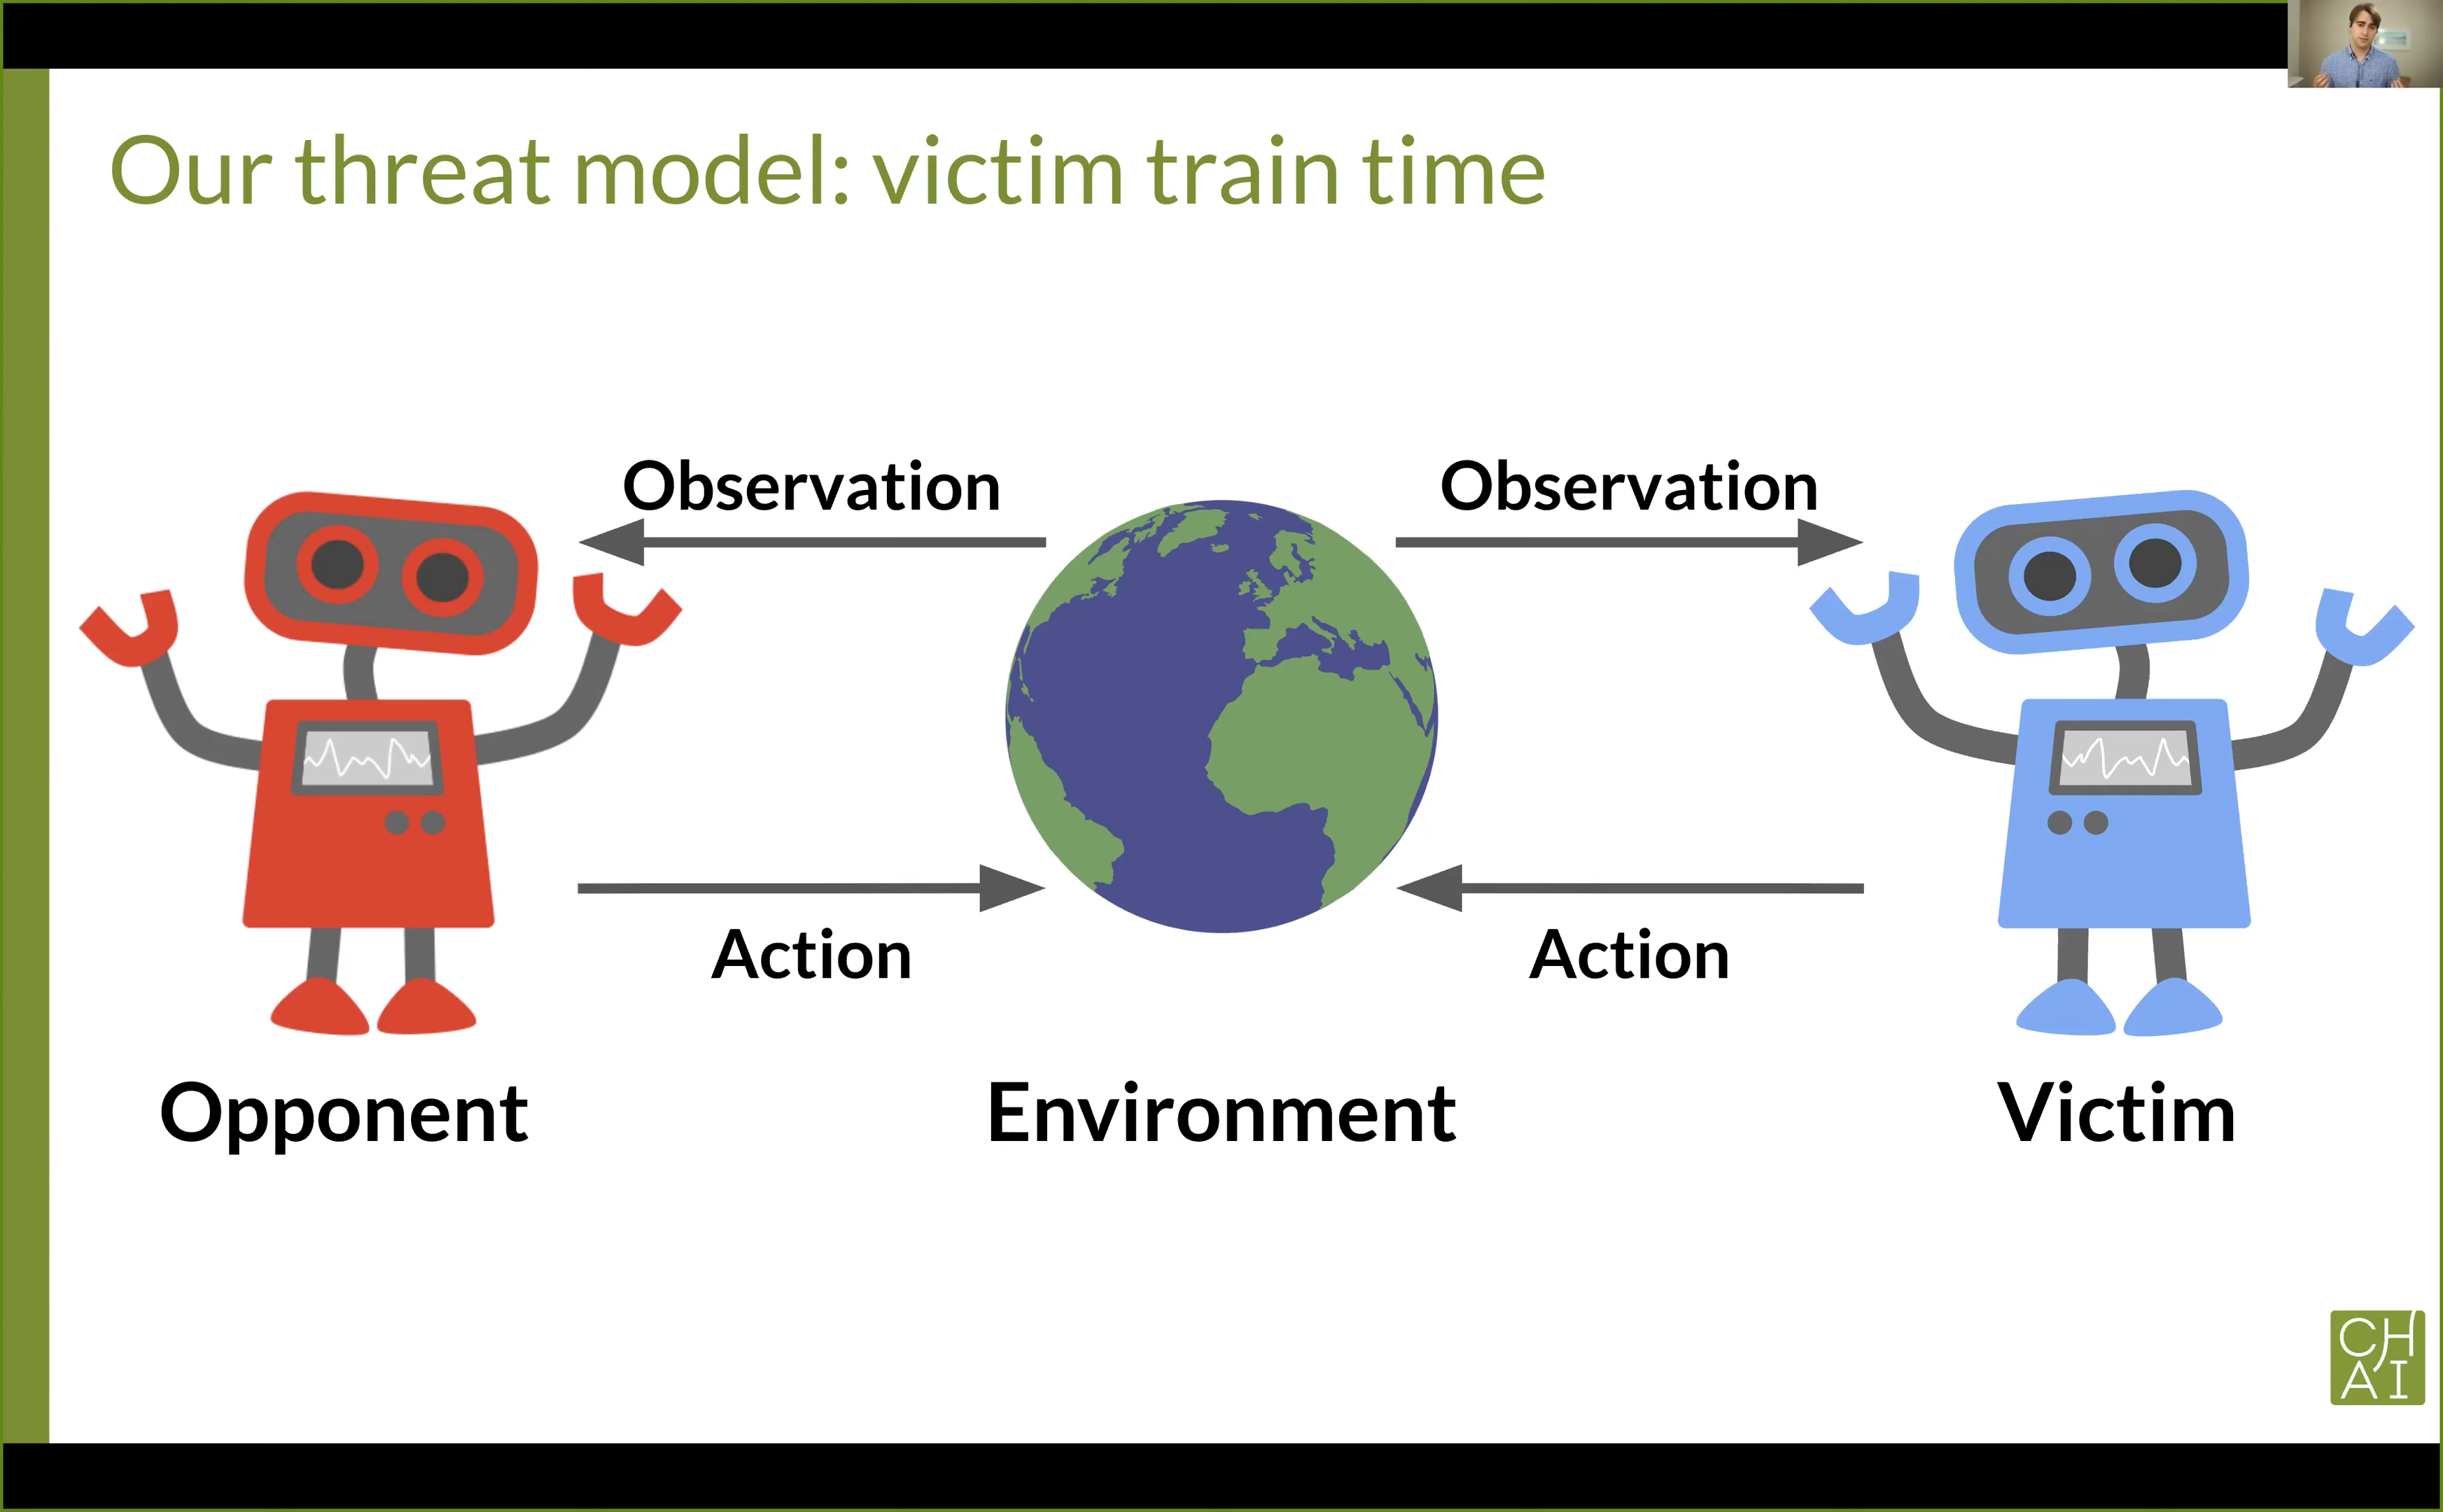 Our threat model: victim train time
Observation
Observation
Action
Action
Opponent
Environment
Victim
CH
AI